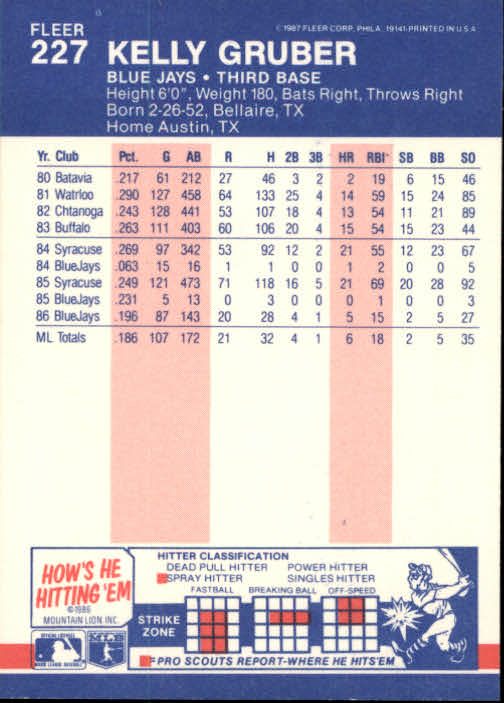 FLEER
©1987 FLEER CORP., PHILA. 19141-PRINTED IN U.S.A.
227 KELLY GRUBER
BLUE JAYS • THIRD BASE
Height 6'0", Weight 180, Bats Right, Throws Right
Born 2-26-52, Bellaire, TX
Home Austin, TX
Yr. Club Pct. G AB R H 2B 3B HR RBI SB BB SO
80 Batavia .217 61 212 27 46 3 2 2 19 6 15 46
81 Watrloo .290 127 458 64 133 25 4 14 59 15 24 85
82 Chtanoga .243 128 441 53 107 18 4 13 54 11 21 89
83 Buffalo .263 111 403 60 106 20 4 15 54 15 23 44
84 Syracuse .269 97 342 53 92 12 2 21 55 12 23 67
84 BlueJays .063 15 16 1 1 0 0 1 2 0 0 5
85 Syracuse .249 121 473 71 118 16 5 21 69 20 28 92
85 BlueJays .231 5 13 0 3 0 0 0 1 0 0 3
86 BlueJays .196 87 143 20 28 4 1 5 15 2 5 27
ML Totals .186 107 172 21 32 4 1 6 18 2 5 35
HOW'S HE
HITTING 'EM
©1986
MOUNTAIN LION INC.
HITTER CLASSIFICATION
DEAD PULL HITTER POWER HITTER
SPRAY HITTER SINGLES HITTER
FASTBALL BREAKING BALL OFF-SPEED
STRIKE
ZONE
=PRO SCOUTS REPORT-WHERE HE HITS 'EM